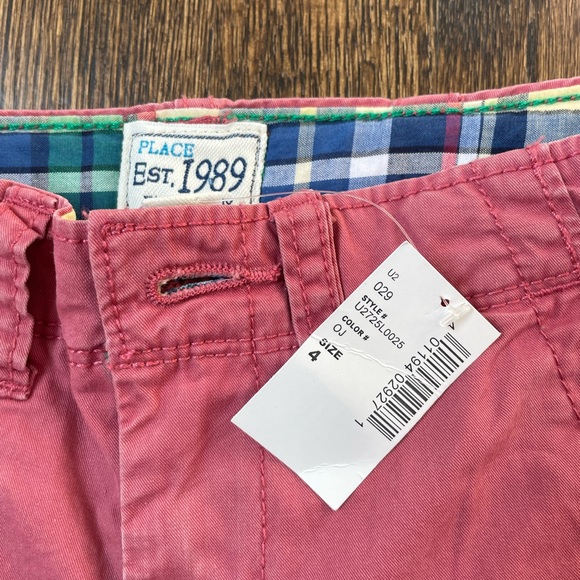 PLACE
EST. 1989
U2
029
STYLE #
U2725L0025
COLOR #
OJ
SIZE
4
01194 02927 1